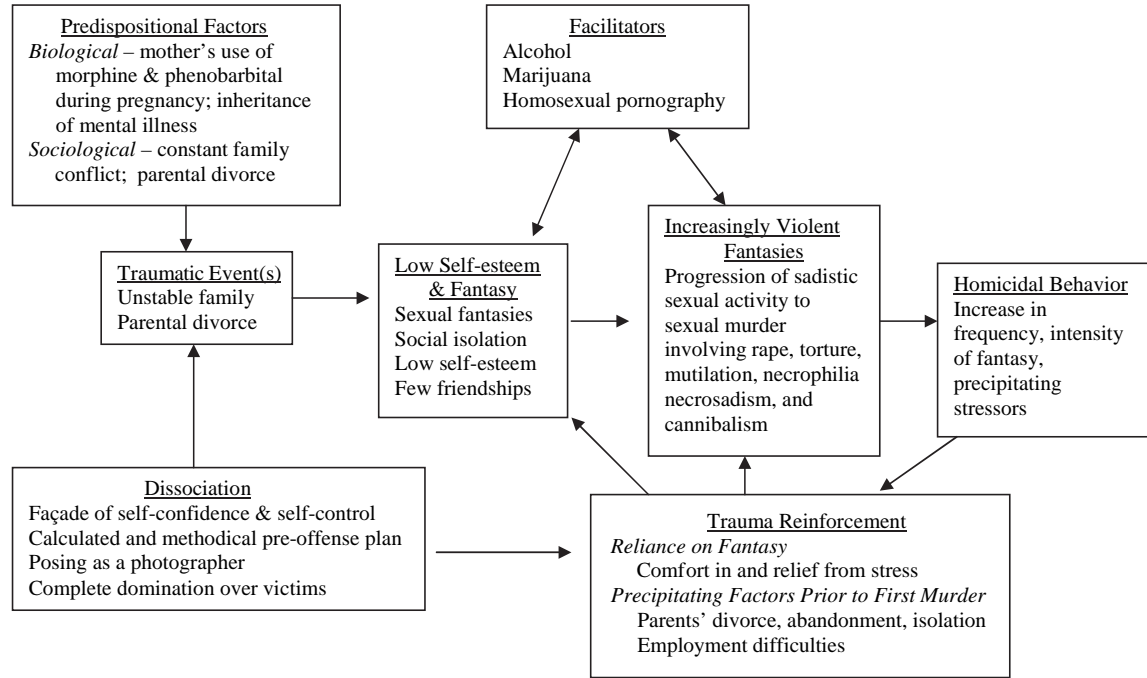 Predispositional Factors
Biological – mother’s use of
morphine & phenobarbital
during pregnancy; inheritance
of mental illness
Sociological – constant family
conflict; parental divorce
Facilitators
Alcohol
Marijuana
Homosexual pornography
Traumatic Event(s)
Unstable family
Parental divorce
Low Self-esteem
& Fantasy
Sexual fantasies
Social isolation
Low self-esteem
Few friendships
Increasingly Violent
Fantasies
Progression of sadistic
sexual activity to
sexual murder
involving rape, torture,
mutilation, necrophilia
necrosadism, and
cannibalism
Homicidal Behavior
Increase in
frequency, intensity
of fantasy,
precipitating
stressors
Dissociation
Façade of self-confidence & self-control
Calculated and methodical pre-offense plan
Posing as a photographer
Complete domination over victims
Trauma Reinforcement
Reliance on Fantasy
Comfort in and relief from stress
Precipitating Factors Prior to First Murder
Parents’ divorce, abandonment, isolation
Employment difficulties